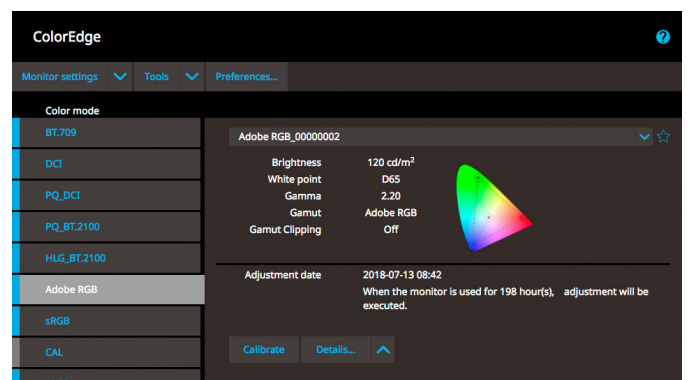 ColorEdge
?
Monitor settings Tools Preferences...
Color mode
BT.709
DCI
PQ_DCI
PQ_BT.2100
HLG_BT.2100
Adobe RGB
sRGB
CAL
Adobe RGB_00000002
Brightness 120 cd/m²
White point D65
Gamma 2.20
Gamut Adobe RGB
Gamut Clipping Off
Adjustment date 2018-07-13 08:42
When the monitor is used for 198 hour(s), adjustment will be
executed.
Calibrate Details...